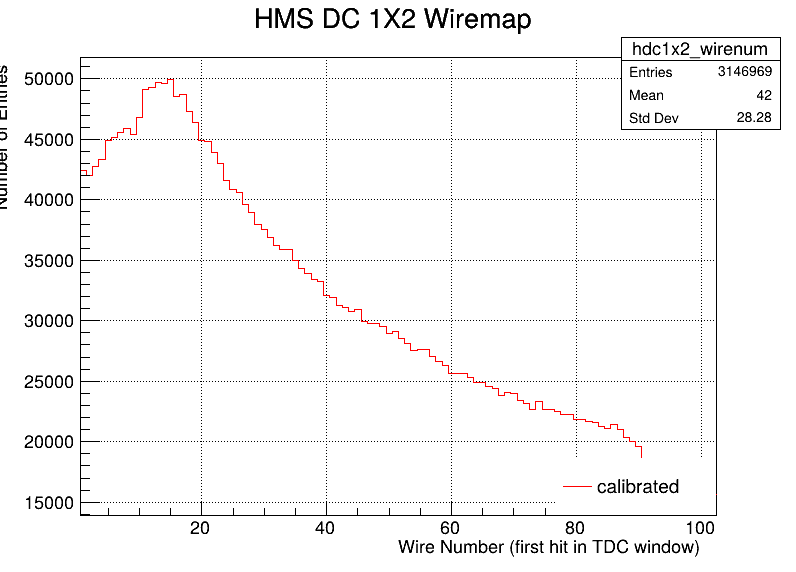 HMS DC 1X2 Wiremap
hdc1x2_wirenum
Entries 3146969
Mean 42
Std Dev 28.28
Number of Entries
50000
45000
40000
35000
30000
25000
20000
15000
calibrated
20 40 60 80 100
Wire Number (first hit in TDC window)